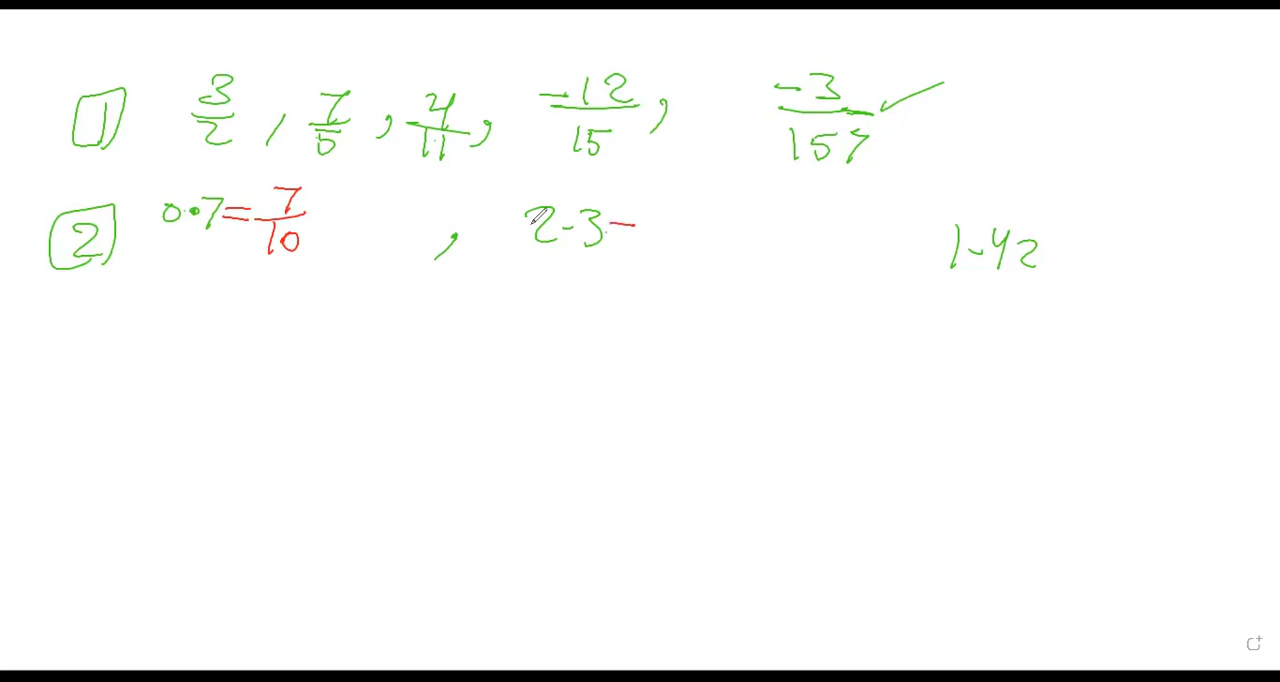 1 3/2 , 7/5 , 4/11 , -12/15 , -3/157 ✓
2 0.7 = 7/10 , 2.3 - 1.42